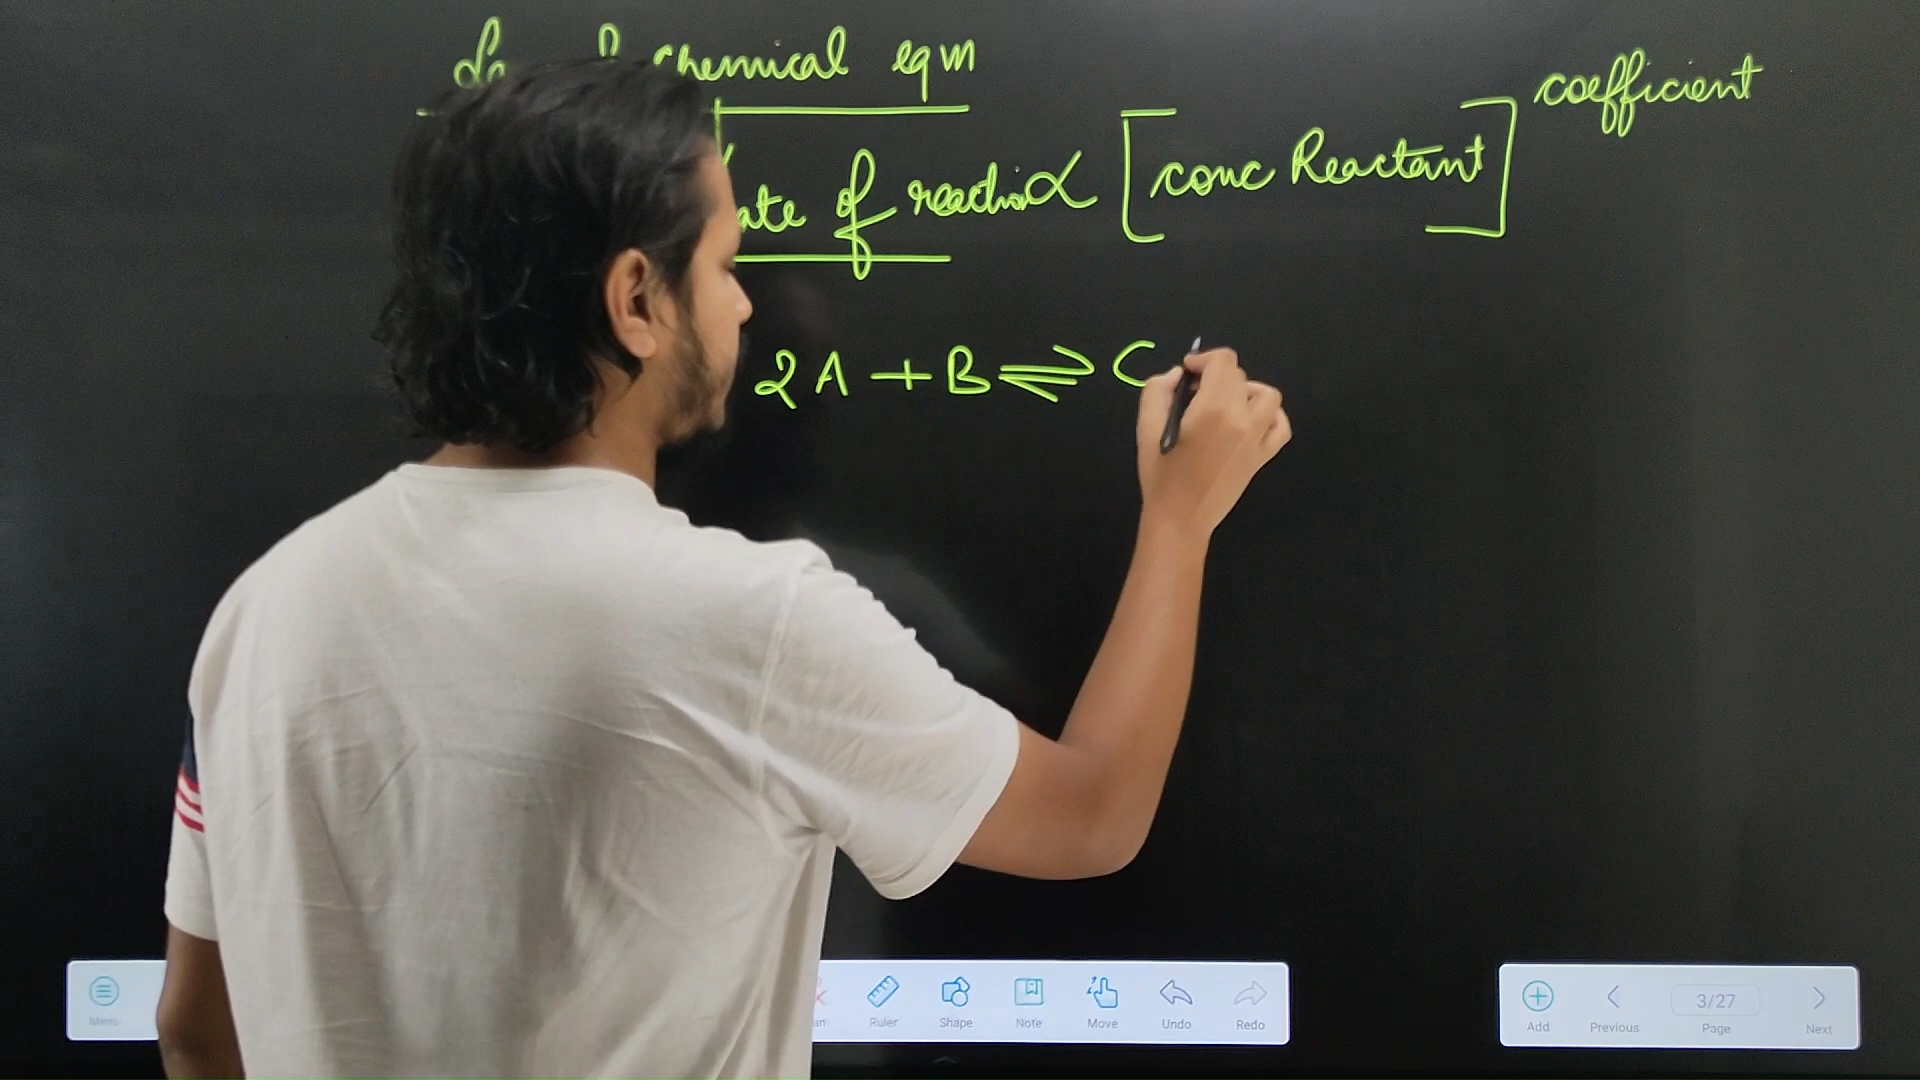 chemical eqm
coefficient
of reaction ∝ [conc Reactant]
2A + B ⇌ C
Menu
Ruler
Shape
Note
Move
Undo
Redo
Add
Previous
3/27
Page
Next